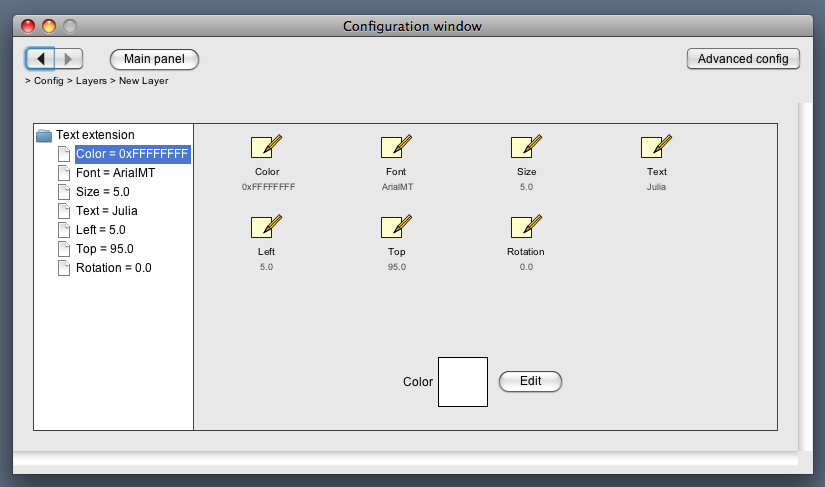 Configuration window
Main panel
Advanced config
> Config > Layers > New Layer
Text extension
Color = 0xFFFFFFFF
Font = ArialMT
Size = 5.0
Text = Julia
Left = 5.0
Top = 95.0
Rotation = 0.0
Color Font Size Text
0xFFFFFFFF ArialMT 5.0 Julia
Left Top Rotation
5.0 95.0 0.0
Color Edit